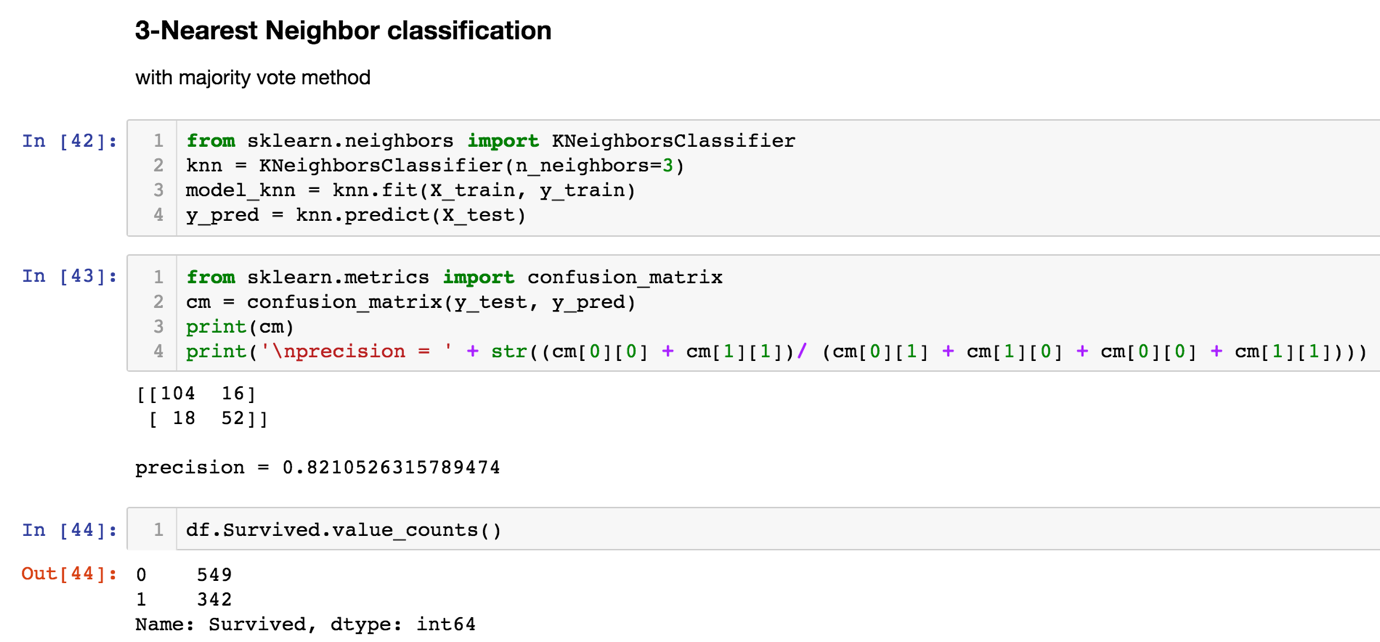 3-Nearest Neighbor classification
with majority vote method
In [42]:
1 from sklearn.neighbors import KNeighborsClassifier
2 knn = KNeighborsClassifier(n_neighbors=3)
3 model_knn = knn.fit(X_train, y_train)
4 y_pred = knn.predict(X_test)
In [43]:
1 from sklearn.metrics import confusion_matrix
2 cm = confusion_matrix(y_test, y_pred)
3 print(cm)
4 print('\nprecision = ' + str((cm[0][0] + cm[1][1])/ (cm[0][1] + cm[1][0] + cm[0][0] + cm[1][1])))
[[104  16]
 [ 18  52]]
precision = 0.8210526315789474
In [44]:
1 df.Survived.value_counts()
Out[44]:
0    549
1    342
Name: Survived, dtype: int64